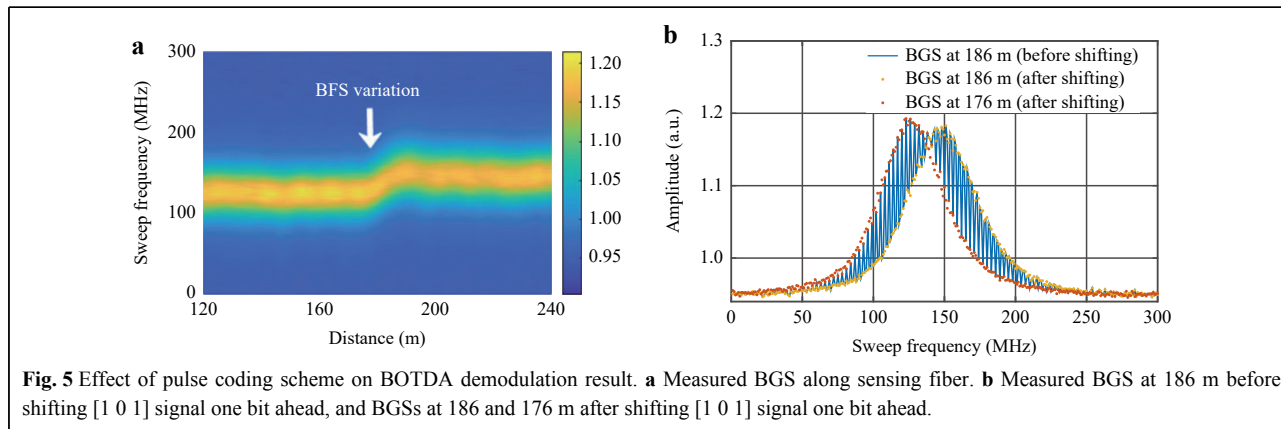 a
300
200
100
0
Sweep frequency (MHz)
BFS variation
120
160
200
240
Distance (m)
1.20
1.15
1.10
1.05
1.00
0.95
b
1.3
1.2
1.1
1.0
Amplitude (a.u.)
BGS at 186 m (before shifting)
BGS at 186 m (after shifting)
BGS at 176 m (after shifting)
0
50
100
150
200
250
300
Sweep frequency (MHz)
Fig. 5 Effect of pulse coding scheme on BOTDA demodulation result. a Measured BGS along sensing fiber. b Measured BGS at 186 m before
shifting [1 0 1] signal one bit ahead, and BGSs at 186 and 176 m after shifting [1 0 1] signal one bit ahead.